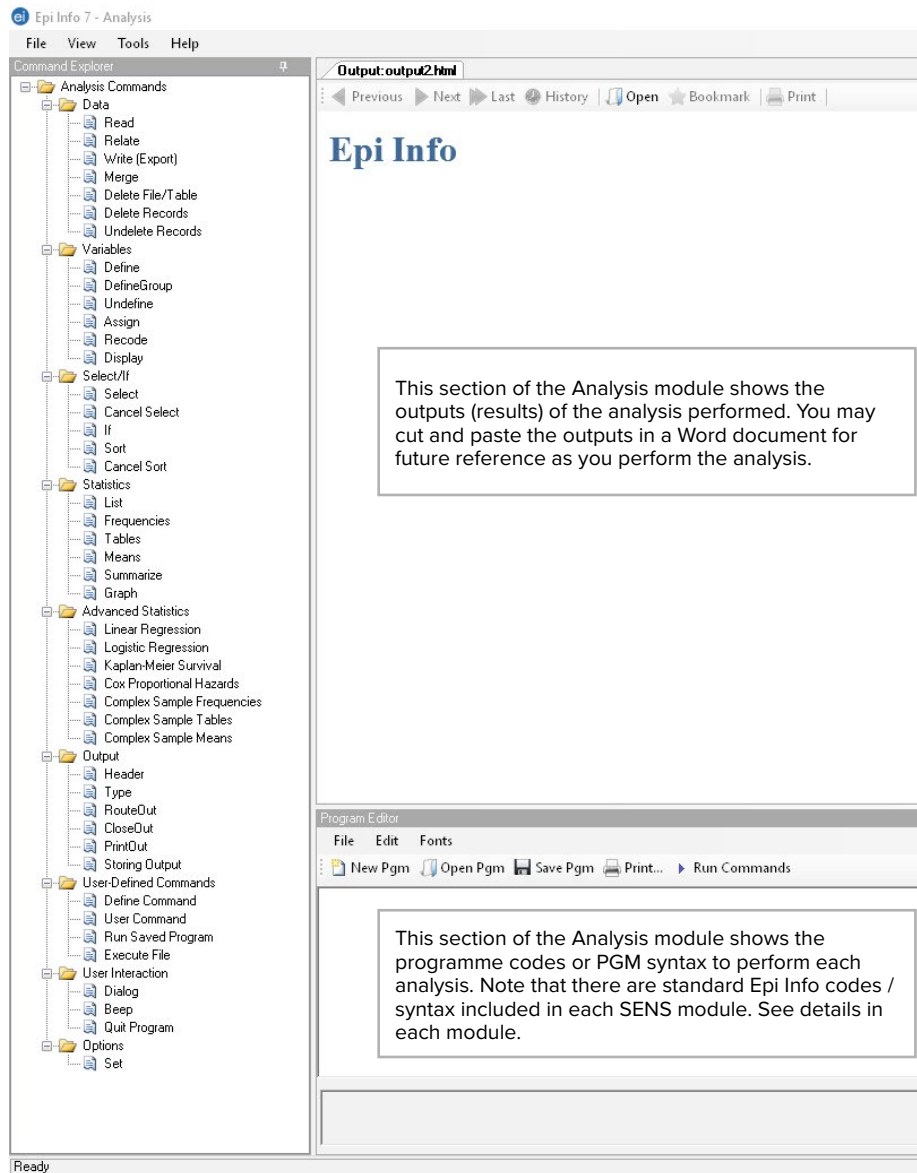 Epi Info 7 - Analysis
File View Tools Help
Command Explorer
Analysis Commands
Data
Read
Relate
Write (Export)
Merge
Delete File/Table
Delete Records
Undelete Records
Variables
Define
DefineGroup
Undefine
Assign
Recode
Display
Select/If
Select
Cancel Select
If
Sort
Cancel Sort
Statistics
List
Frequencies
Tables
Means
Summarize
Graph
Advanced Statistics
Linear Regression
Logistic Regression
Kaplan-Meier Survival
Cox Proportional Hazards
Complex Sample Frequencies
Complex Sample Tables
Complex Sample Means
Output
Header
Type
RouteOut
CloseOut
PrintOut
Storing Output
User-Defined Commands
Define Command
User Command
Run Saved Program
Execute File
User Interaction
Dialog
Beep
Quit Program
Options
Set
Output: output2.html
Previous Next Last History Open Bookmark Print
Epi Info
This section of the Analysis module shows the
outputs (results) of the analysis performed. You may
cut and paste the outputs in a Word document for
future reference as you perform the analysis.
Program Editor
File Edit Fonts
New Pgm Open Pgm Save Pgm Print... Run Commands
This section of the Analysis module shows the
programme codes or PGM syntax to perform each
analysis. Note that there are standard Epi Info codes /
syntax included in each SENS module. See details in
each module.
Ready